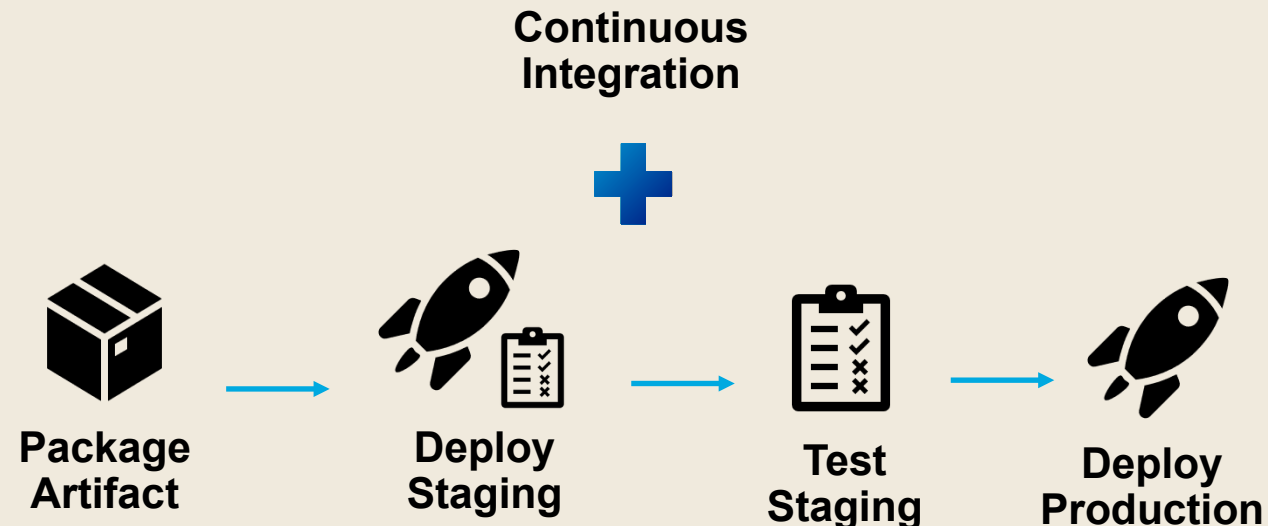 Continuous
Integration
Package
Artifact
Deploy
Staging
Test
Staging
Deploy
Production